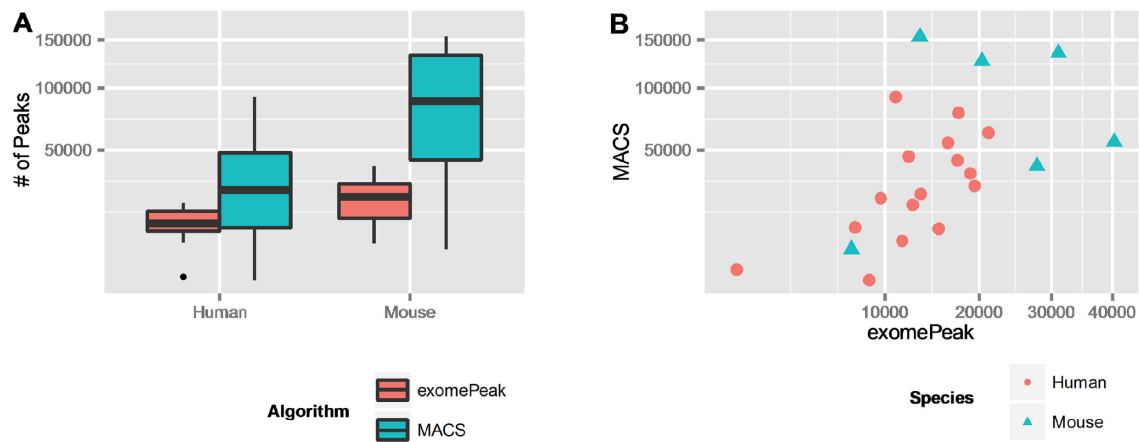 A
# of Peaks
150000
100000
50000
Human
Mouse
Algorithm
exomePeak
MACS
B
MACS
150000
100000
50000
10000
20000
30000
40000
exomePeak
Species
Human
Mouse